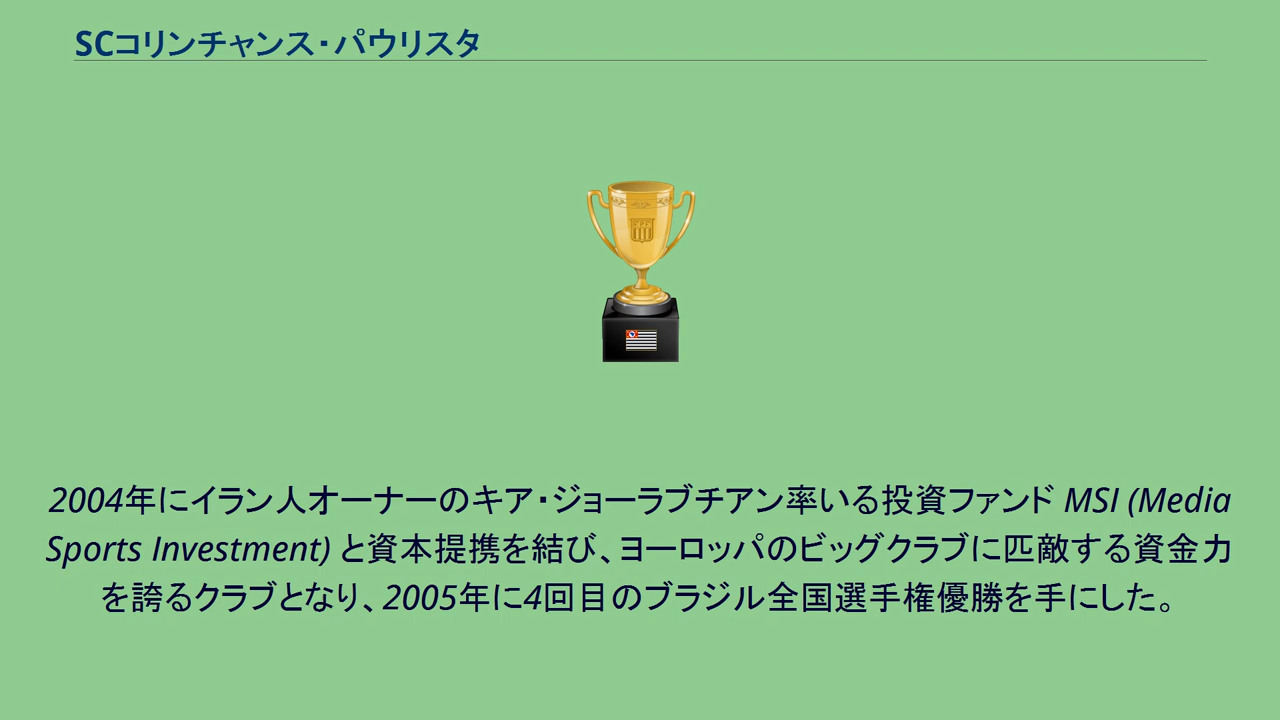 SCコリンチャンス・パウリスタ
2004年にイラン人オーナーのキア・ジョーラブチアン率いる投資ファンド MSI (Media
Sports Investment) と資本提携を結び、ヨーロッパのビッグクラブに匹敵する資金力
を誇るクラブとなり、2005年に4回目のブラジル全国選手権優勝を手にした。